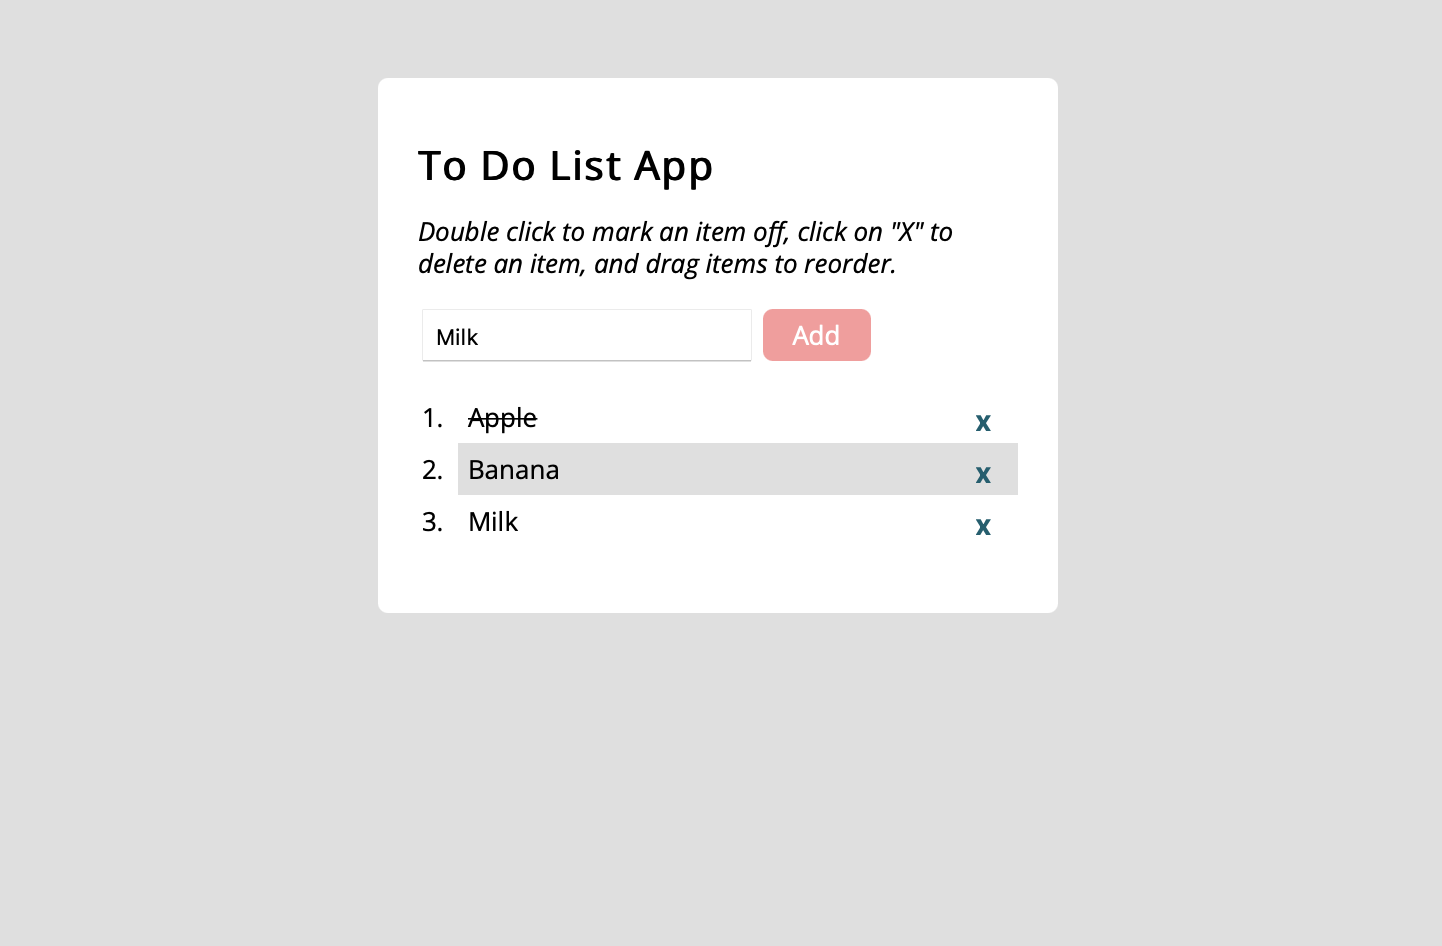 To Do List App
Double click to mark an item off, click on "X" to
delete an item, and drag items to reorder.
Milk Add
1. Apple x
2. Banana x
3. Milk x